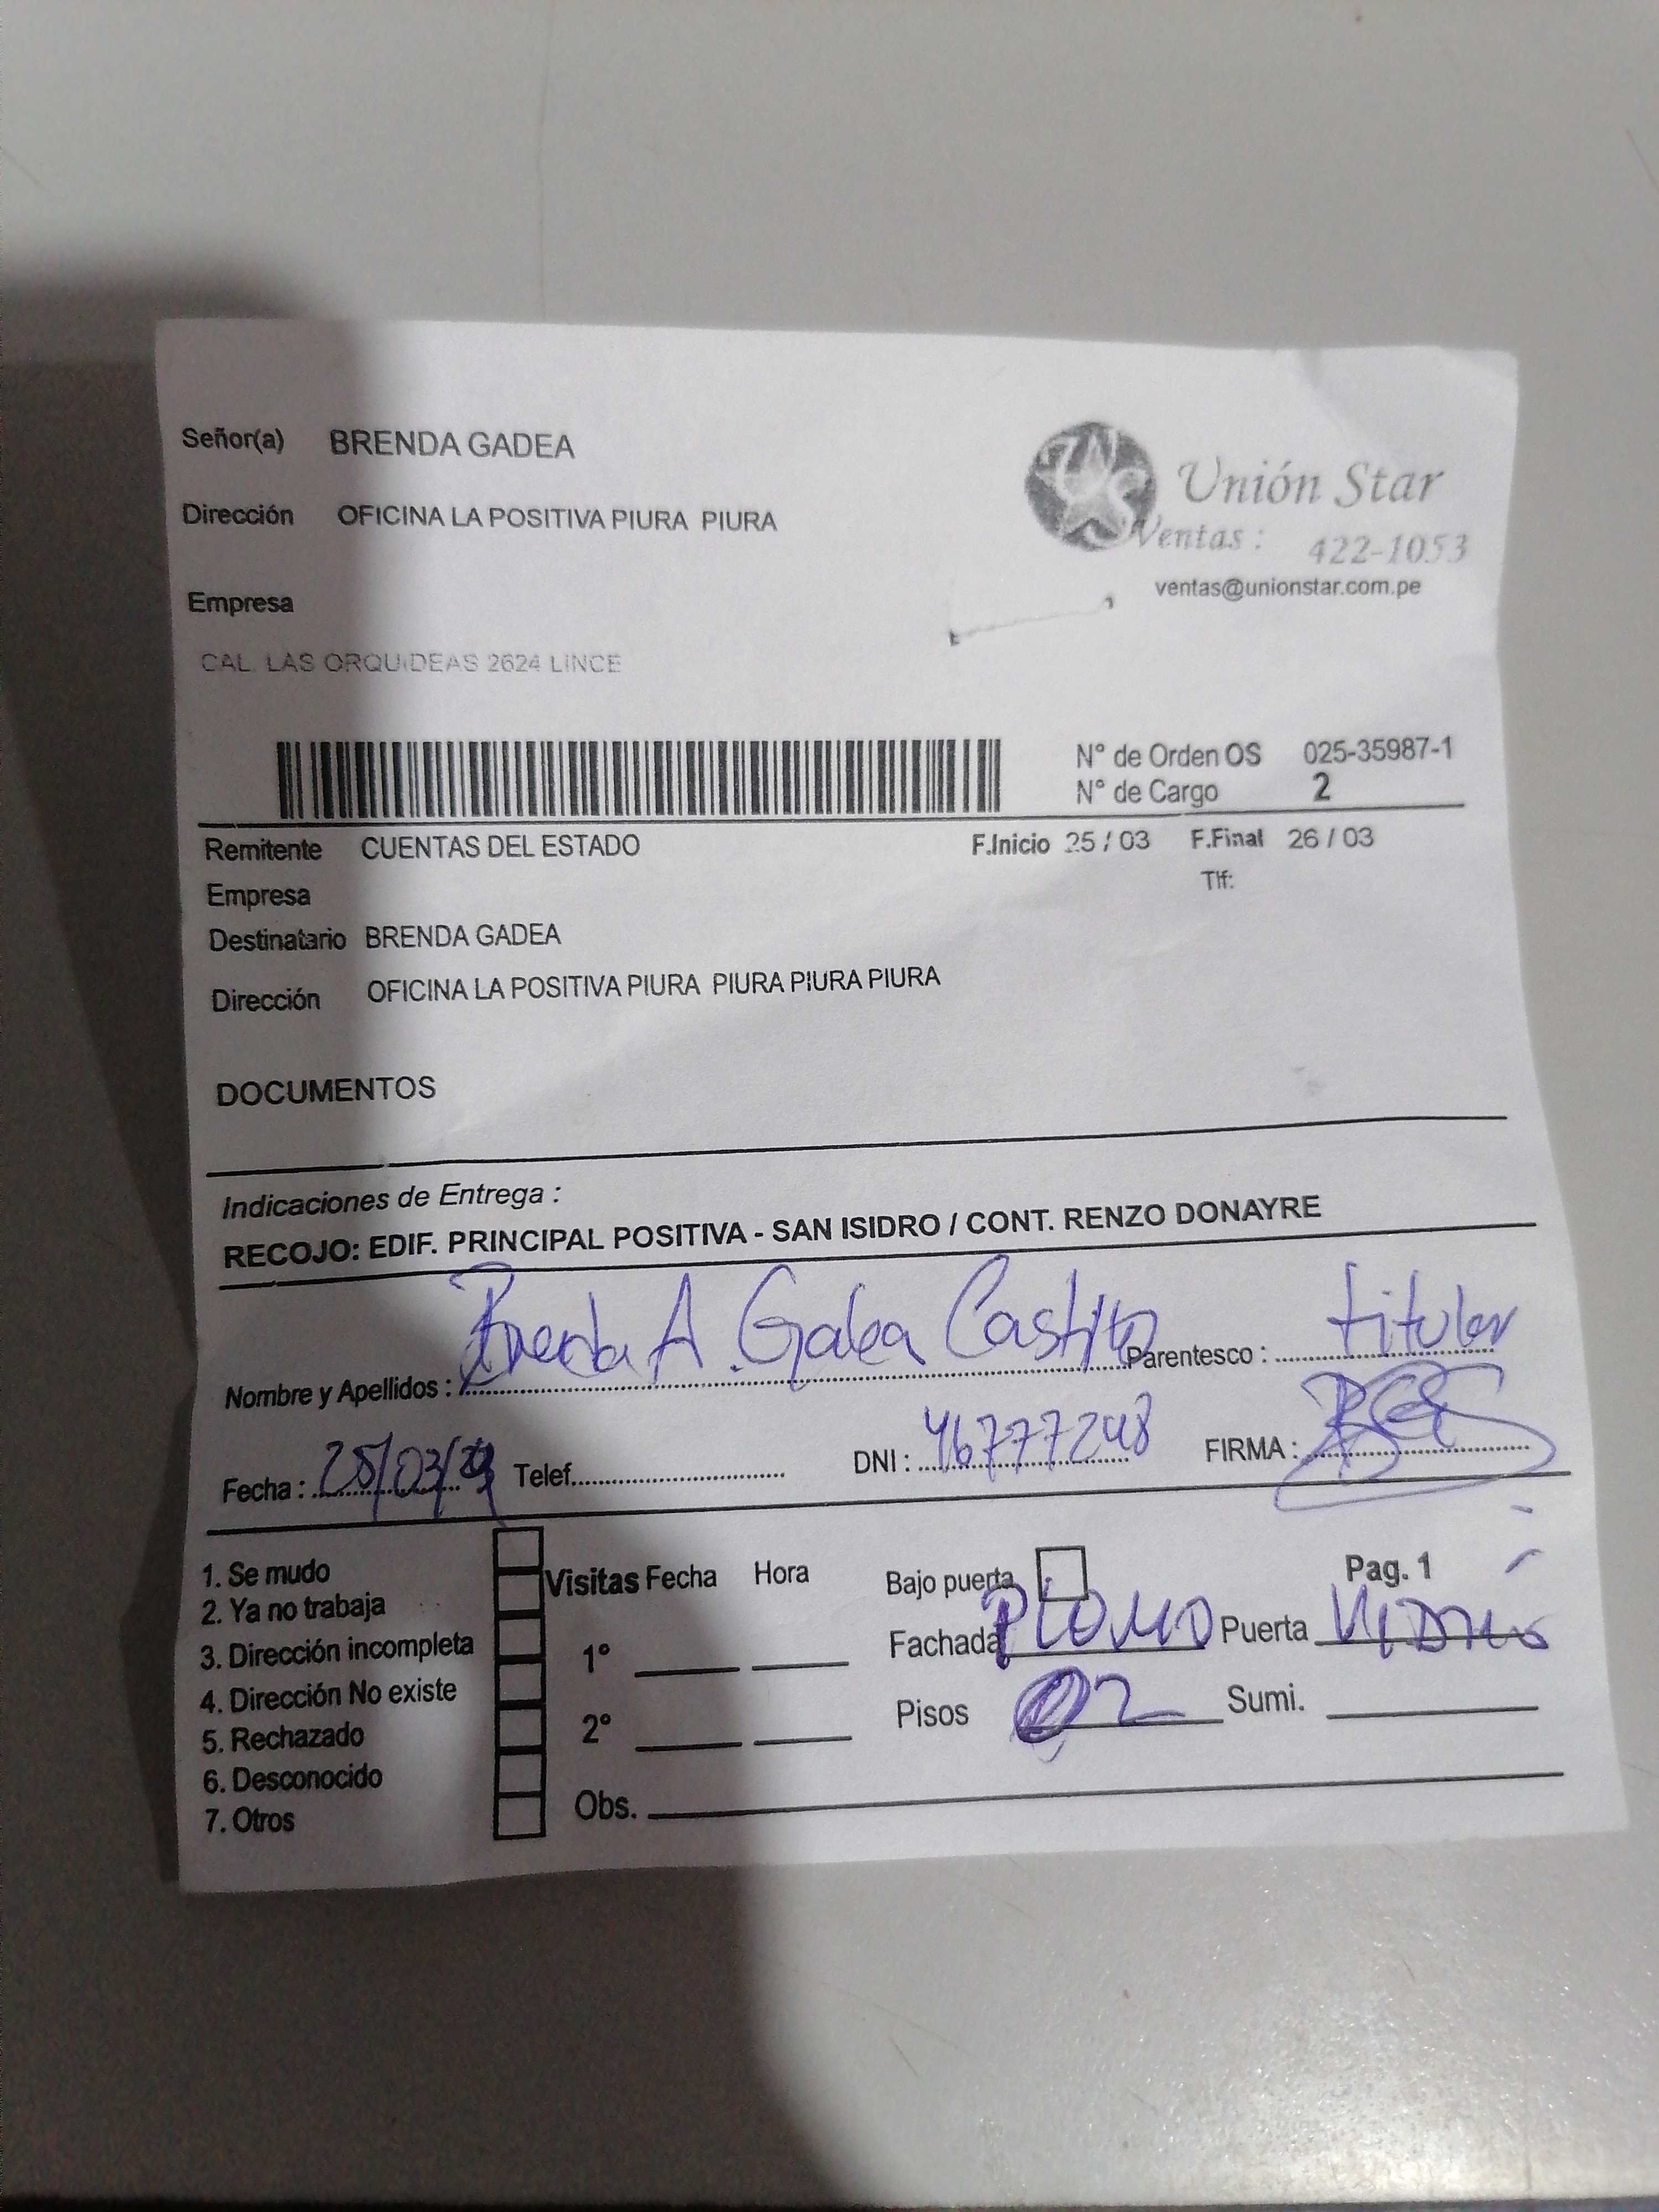 Señor(a) BRENDA GADEA
Unión Star
Dirección OFICINA LA POSITIVA PIURA PIURA
Ventas : 422-1053
ventas@unionstar.com.pe
Empresa
CAL. LAS ORQUIDEAS 2624 LINCE
N° de Orden OS 025-35987-1
N° de Cargo 2
Remitente CUENTAS DEL ESTADO F.Inicio 25 / 03 F.Final 26 / 03
Empresa Tlf:
Destinatario BRENDA GADEA
Dirección OFICINA LA POSITIVA PIURA PIURA PIURA PIURA
DOCUMENTOS
Indicaciones de Entrega :
RECOJO: EDIF. PRINCIPAL POSITIVA - SAN ISIDRO / CONT. RENZO DONAYRE
Nombre y Apellidos : Brenda A. Gadea Castillo Parentesco : titular
Fecha : Telef. DNI : 46777248 FIRMA :
1. Se mudo
2. Ya no trabaja
3. Dirección incompleta
4. Dirección No existe
5. Rechazado
6. Desconocido
7. Otros
Visitas Fecha Hora
1°
2°
Obs.
Bajo puerta Pag. 1
Fachada PLOMO Puerta VIDRIO
Pisos 02 Sumi.